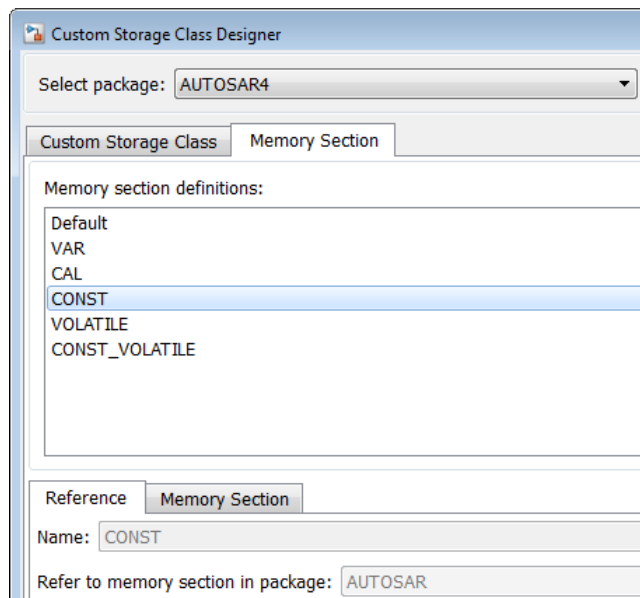 Custom Storage Class Designer
Select package: AUTOSAR4
Custom Storage Class Memory Section
Memory section definitions:
Default
VAR
CAL
CONST
VOLATILE
CONST_VOLATILE
Reference Memory Section
Name: CONST
Refer to memory section in package: AUTOSAR